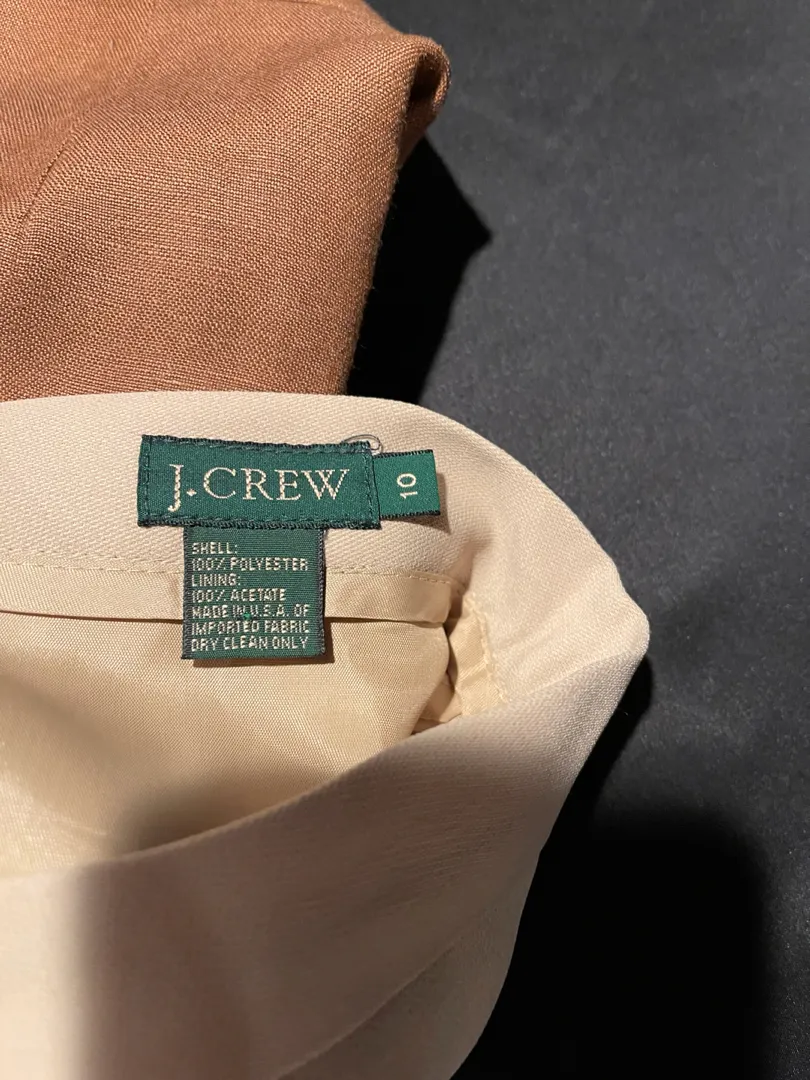 J.CREW
10
SHELL:
100% POLYESTER
LINING:
100% ACETATE
MADE IN U.S.A. OF
IMPORTED FABRIC
DRY CLEAN ONLY